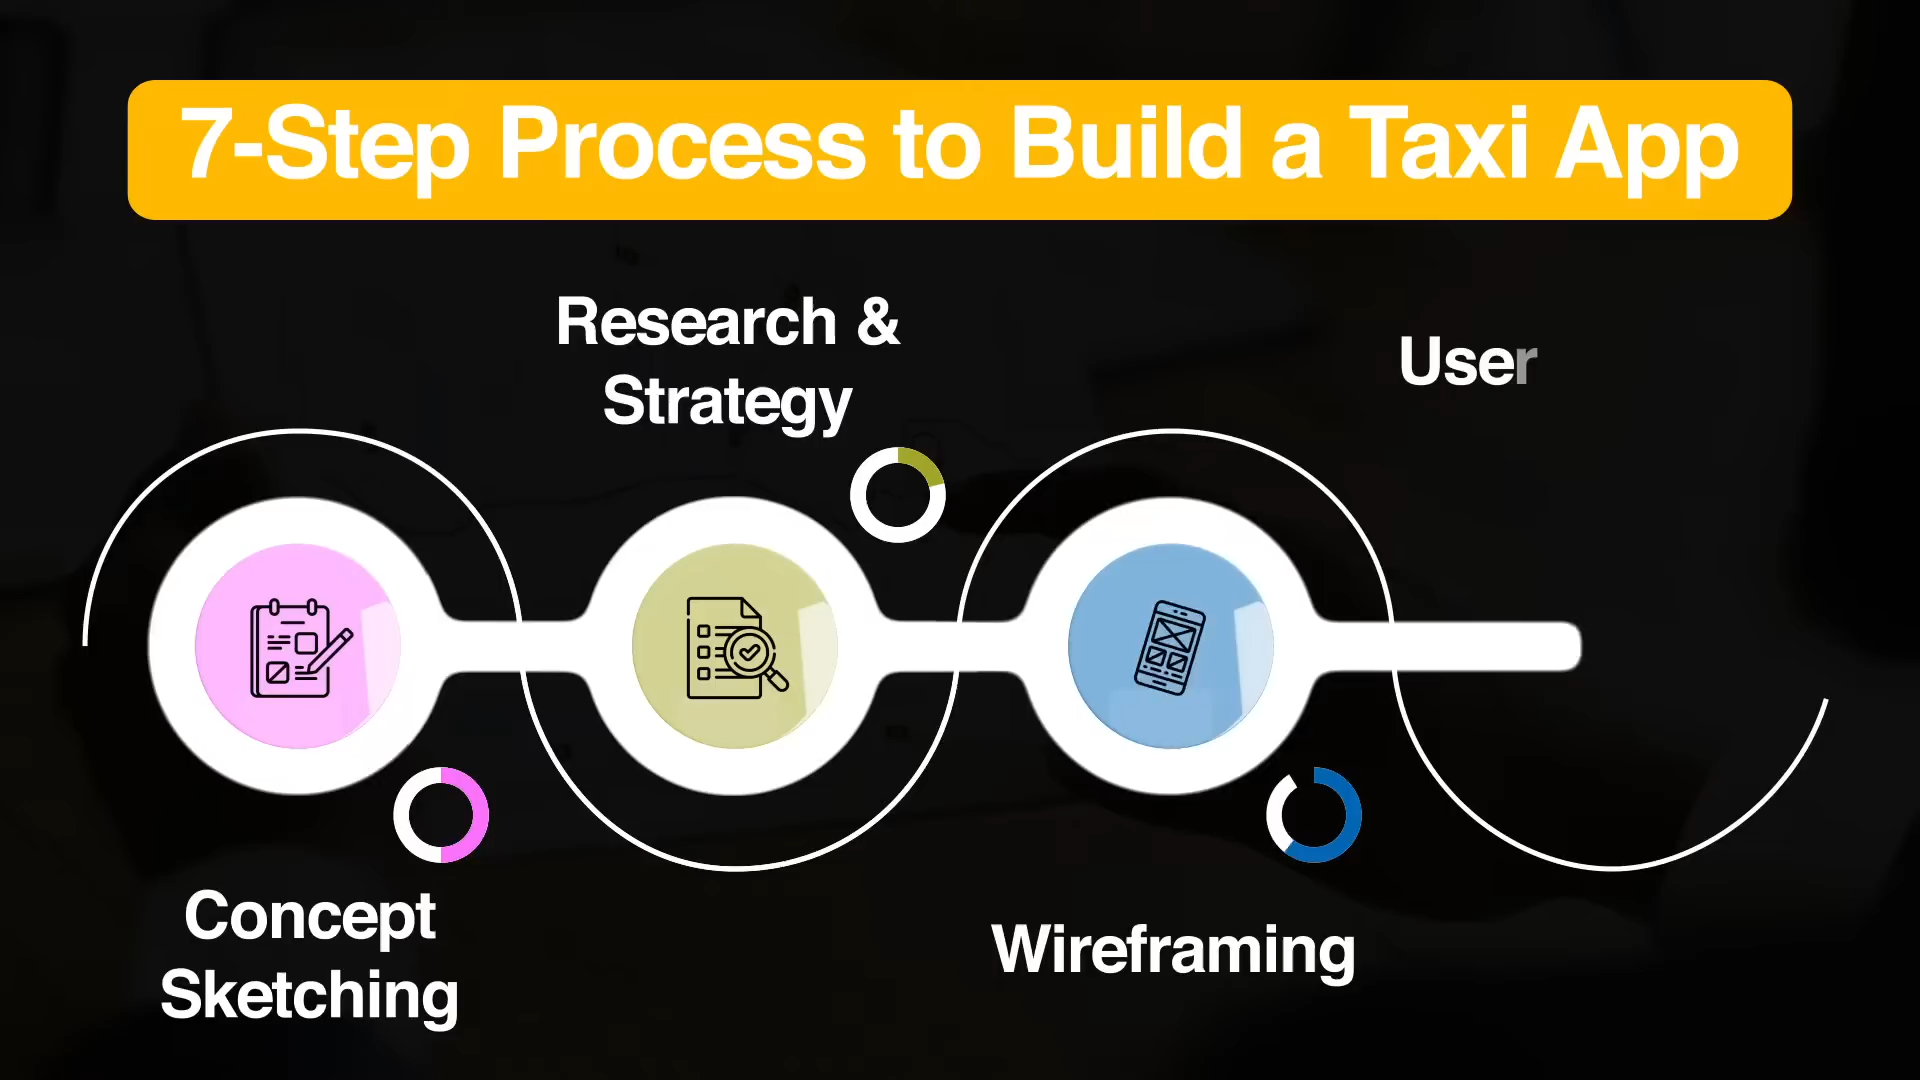 7-Step Process to Build a Taxi App
Research &
Strategy
User
Concept
Sketching
Wireframing